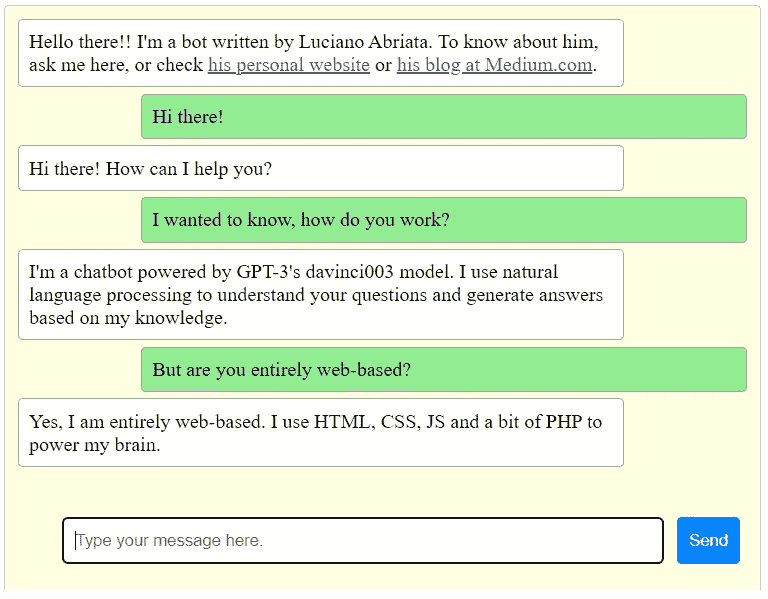 Hello there!! I'm a bot written by Luciano Abriata. To know about him,
ask me here, or check his personal website or his blog at Medium.com.
Hi there!
Hi there! How can I help you?
I wanted to know, how do you work?
I'm a chatbot powered by GPT-3's davinci003 model. I use natural
language processing to understand your questions and generate answers
based on my knowledge.
But are you entirely web-based?
Yes, I am entirely web-based. I use HTML, CSS, JS and a bit of PHP to
power my brain.
Type your message here.
Send